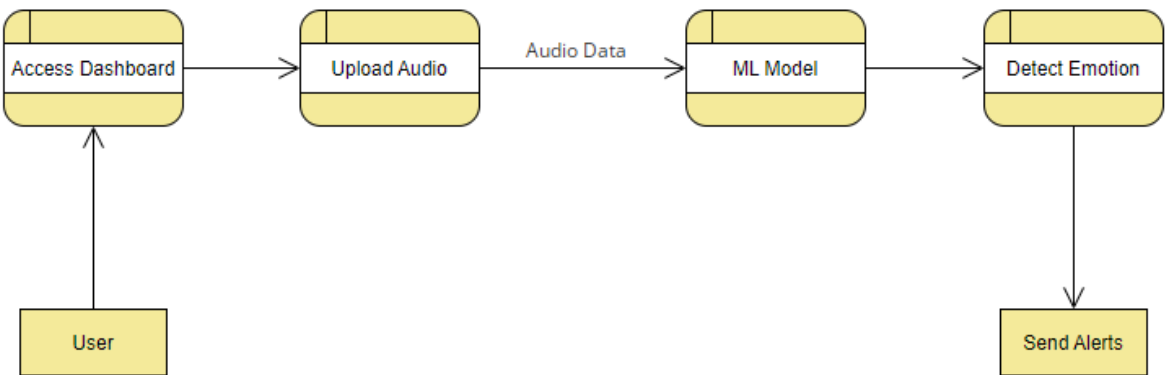 Access Dashboard
Upload Audio
Audio Data
ML Model
Detect Emotion
User
Send Alerts